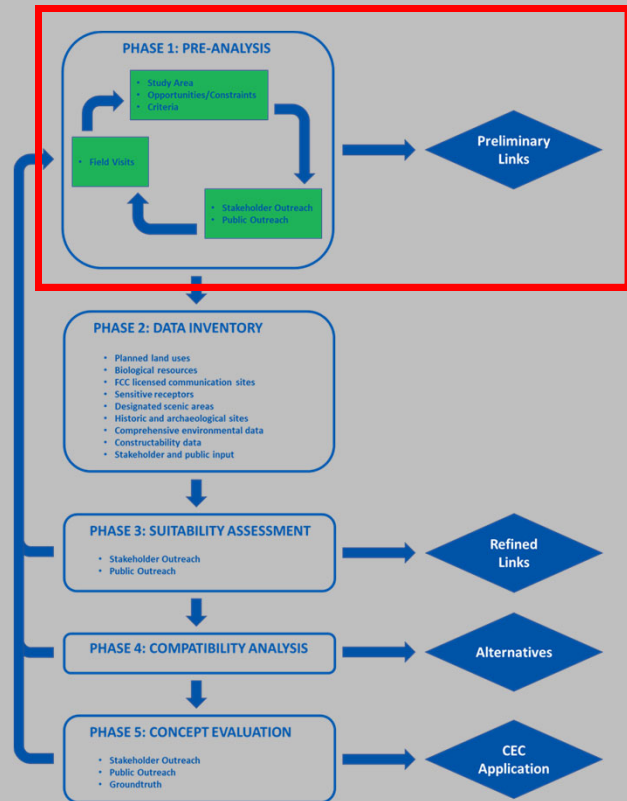 PHASE 1: PRE-ANALYSIS
• Study Area
• Opportunities/Constraints
• Criteria
• Field Visits
• Stakeholder Outreach
• Public Outreach
Preliminary
Links
PHASE 2: DATA INVENTORY
• Planned land uses
• Biological resources
• FCC licensed communication sites
• Sensitive receptors
• Designated scenic areas
• Historic and archaeological sites
• Comprehensive environmental data
• Constructability data
• Stakeholder and public input
PHASE 3: SUITABILITY ASSESSMENT
• Stakeholder Outreach
• Public Outreach
Refined
Links
PHASE 4: COMPATIBILITY ANALYSIS
Alternatives
PHASE 5: CONCEPT EVALUATION
• Stakeholder Outreach
• Public Outreach
• Groundtruth
CEC
Application